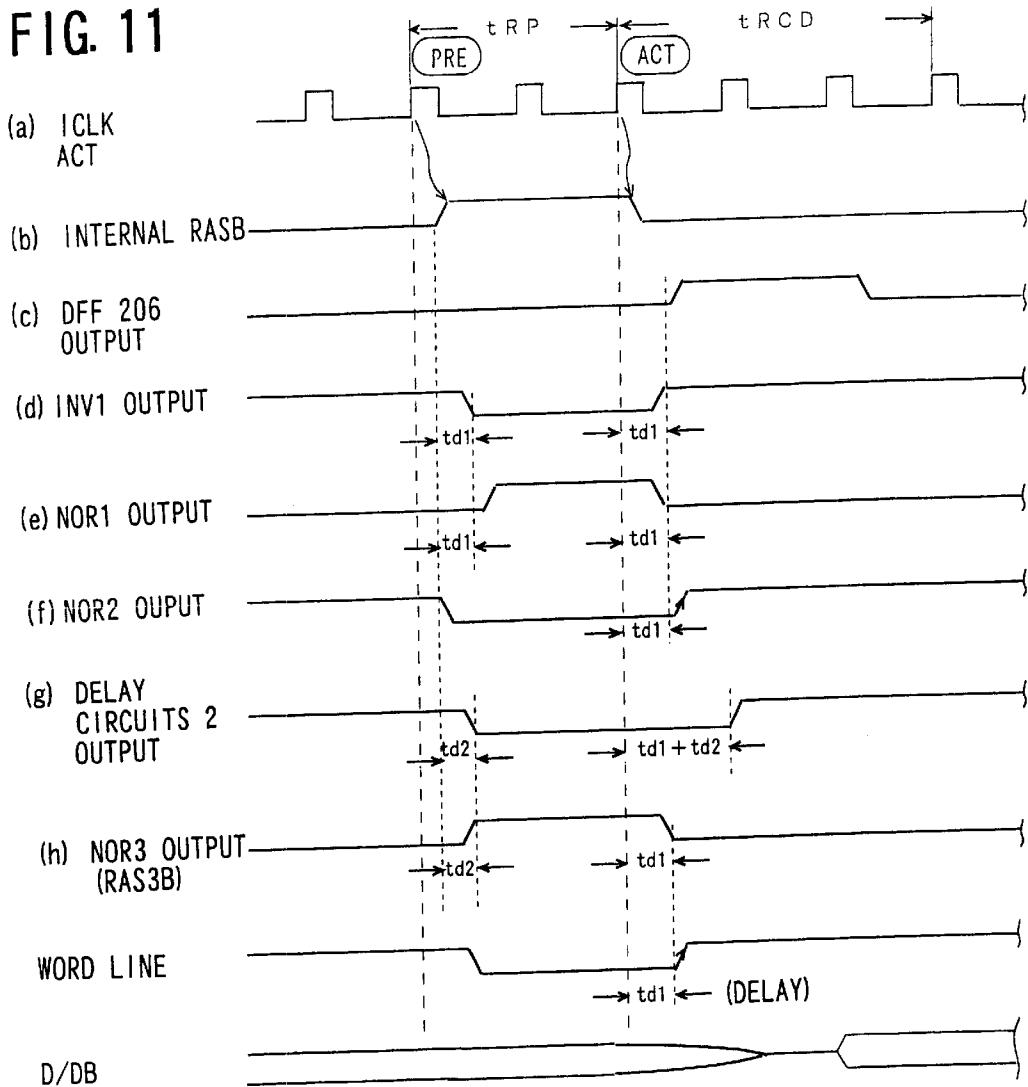 FIG. 11
tRP tRCD
PRE ACT
(a) ICLK
ACT
(b) INTERNAL RASB
(c) DFF 206
OUTPUT
(d) INV1 OUTPUT
td1 td1
(e) NOR1 OUTPUT
td1 td1
(f) NOR2 OUPUT
td1
(g) DELAY
CIRCUITS 2
OUTPUT
td2 td1+td2
(h) NOR3 OUTPUT
(RAS3B)
td2 td1
WORD LINE
td1 (DELAY)
D/DB